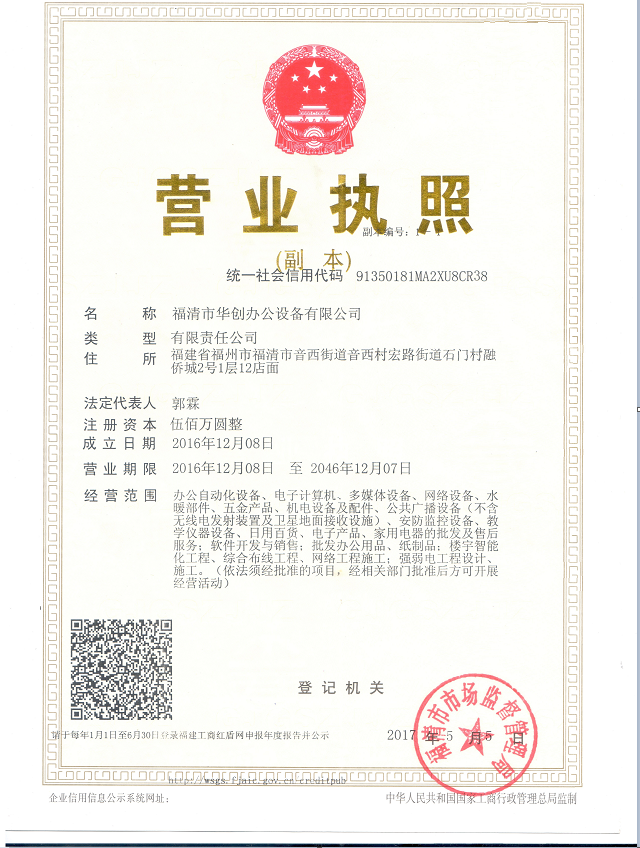 营业执照
副本编号：1－1
(副 本)
统一社会信用代码 91350181MA2XU8CR38
名 称 福清市华创办公设备有限公司
类 型 有限责任公司
住 所 福建省福州市福清市音西街道音西村宏路街道石门村融
侨城2号1层12店面
法定代表人 郭霖
注册资本 伍佰万圆整
成立日期 2016年12月08日
营业期限 2016年12月08日 至 2046年12月07日
经营范围 办公自动化设备、电子计算机、多媒体设备、网络设备、水
暖部件、五金产品、机电设备及配件、公共广播设备（不含
无线电发射装置及卫星地面接收设施）、安防监控设备、教
学仪器设备、日用百货、电子产品、家用电器的批发及售后
服务；软件开发与销售；批发办公用品、纸制品；楼宇智能
化工程、综合布线工程、网络工程施工；强弱电工程设计、
施工。（依法须经批准的项目，经相关部门批准后方可开展
经营活动）
登记机关
福清市市场监督管理局
2017 年 5 月 5 日
请于每年1月1日至6月30日登录福建工商红盾网申报年度报告并公示
http://wsgs.fjaic.gov.cn/creditpub
企业信用信息公示系统网址：
中华人民共和国国家工商行政管理总局监制